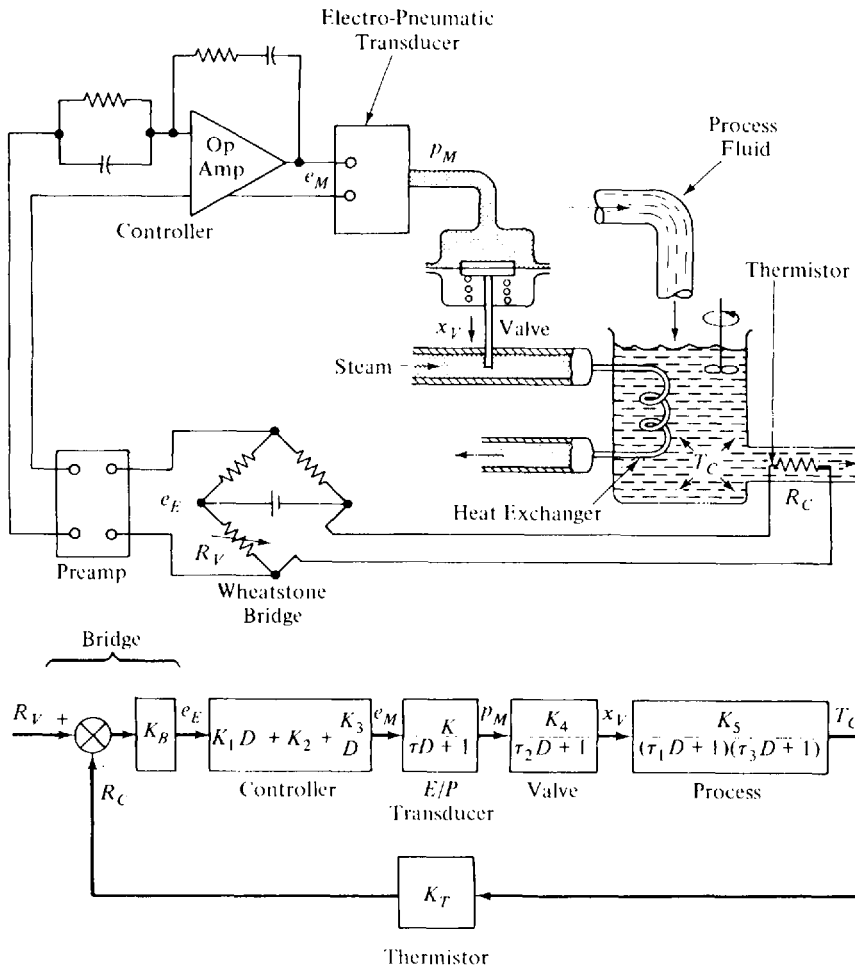 Electro-Pneumatic
Transducer
Op
Amp
e_M
p_M
Controller
Process
Fluid
Thermistor
x_V
Valve
Steam
T_C
R_C
Heat Exchanger
e_E
R_V
Preamp
Wheatstone
Bridge
Bridge
R_V
+
K_B
e_E
K_1 D + K_2 + K_3 / D
e_M
K / τD + 1
p_M
K_4 / τ_2 D + 1
x_V
K_5 / (τ_1 D + 1)(τ_3 D + 1)
T_C
R_C
Controller
E/P
Transducer
Valve
Process
K_T
Thermistor